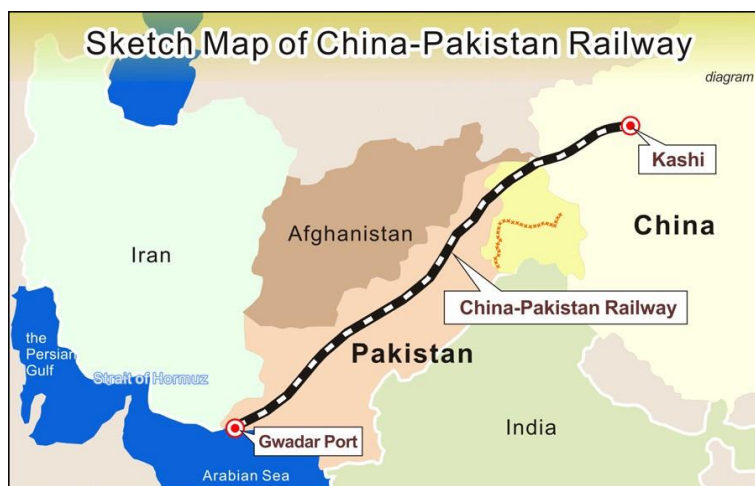 Sketch Map of China-Pakistan Railway
diagram
Kashi
China
Afghanistan
Iran
China-Pakistan Railway
the
Persian
Gulf
Pakistan
Strait of Hormuz
Gwadar Port
India
Arabian Sea